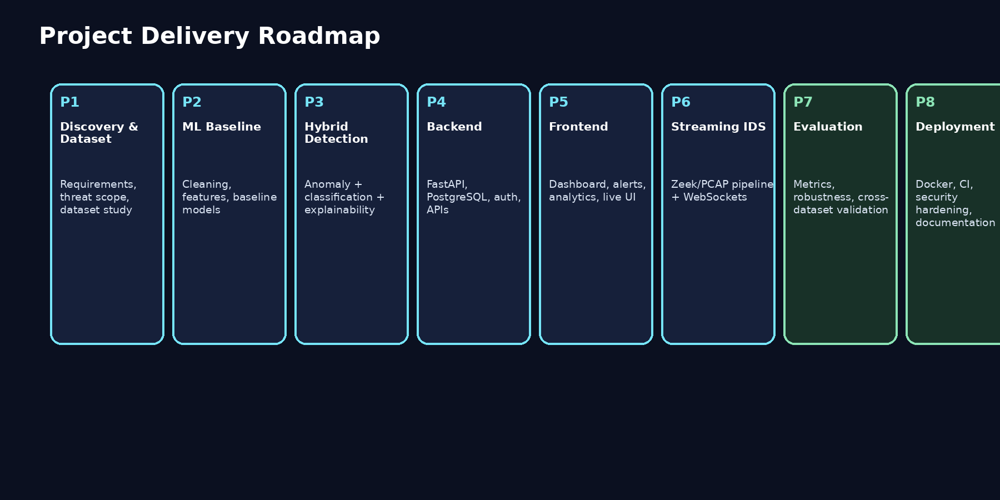 Project Delivery Roadmap
P1
Discovery &
Dataset
Requirements,
threat scope,
dataset study
P2
ML Baseline
Cleaning,
features, baseline
models
P3
Hybrid
Detection
Anomaly +
classification +
explainability
P4
Backend
FastAPI,
PostgreSQL, auth,
APIs
P5
Frontend
Dashboard, alerts,
analytics, live UI
P6
Streaming IDS
Zeek/PCAP pipeline
+ WebSockets
P7
Evaluation
Metrics,
robustness, cross-
dataset validation
P8
Deployment
Docker, CI,
security
hardening,
documentation